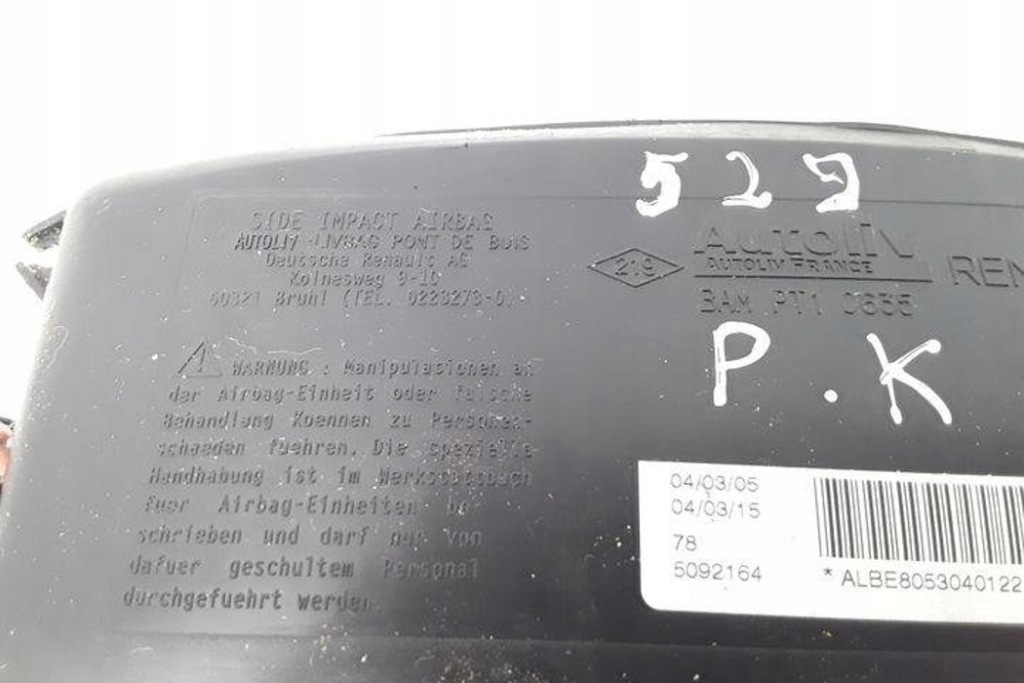 529
SIDE IMPACT AIRBAG
AUTOLIV -LIVBAG PONT DE BUIS
Deutsche Renault AG
Kolnesweg 9-10
50321 Bruhl (TEL. 0223273-0)
219
Autoliv
AUTOLIV FRANCE
REN
BAM PT1 0635
P.K
WARNUNG : Manipulationen an
der Airbag-Einheit oder falsche
Behandlung Koennen zu Personen-
schaeden fuehren. Die spezielle
Handhabung ist im Werkstattbuch
fuer Airbag-Einheiten be-
schrieben und darf nur von
dafuer geschultem Personal
durchgefuehrt werden.
04/03/05
04/03/15
78
5092164
* ALBE8053040122